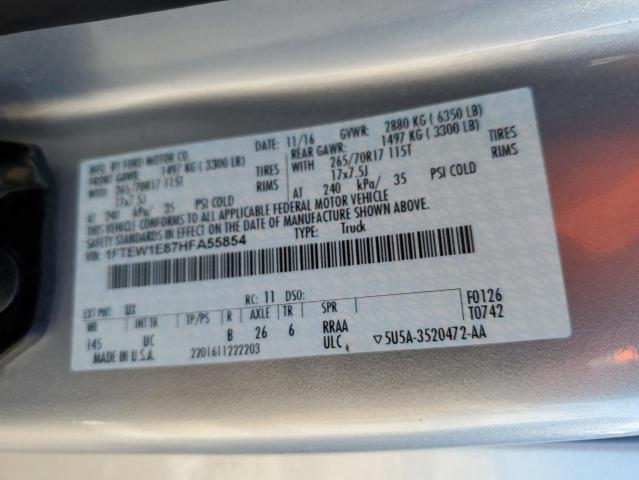 MFD. BY FORD MOTOR CO. DATE: 11/16 GVWR: 2880 KG ( 6350 LB)
FRONT GAWR: 1497 KG ( 3300 LB) REAR GAWR: 1497 KG ( 3300 LB)
WITH 265/70R17 115T TIRES WITH 265/70R17 115T TIRES
17x7.5J RIMS 17x7.5J RIMS
AT 240 kPa/ 35 PSI COLD AT 240 kPa/ 35 PSI COLD
THIS VEHICLE CONFORMS TO ALL APPLICABLE FEDERAL MOTOR VEHICLE
SAFETY STANDARDS IN EFFECT ON THE DATE OF MANUFACTURE SHOWN ABOVE.
VIN: 1FTEW1E87HFA55854 TYPE: Truck
EXT PNT: UX RC: 11 DSO: F0126
WB INT TR TP/PS R AXLE TR SPR T0742
145 UC B 26 6 RRAA
MADE IN U.S.A. 2201611222203 ULC ▽5U5A-3520472-AA